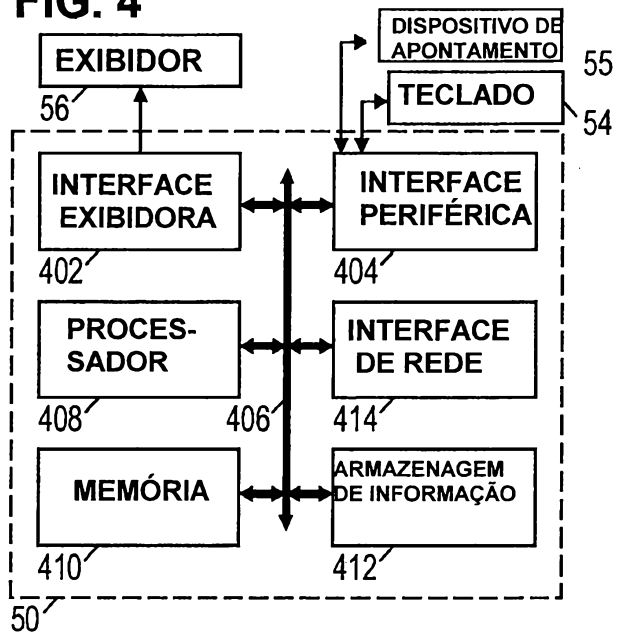 FIG. 4
DISPOSITIVO DE
APONTAMENTO
55
EXIBIDOR
56
TECLADO
54
INTERFACE
EXIBIDORA
402
INTERFACE
PERIFÉRICA
404
PROCES-
SADOR
408
406
INTERFACE
DE REDE
414
MEMÓRIA
410
ARMAZENAGEM
DE INFORMAÇÃO
412
50